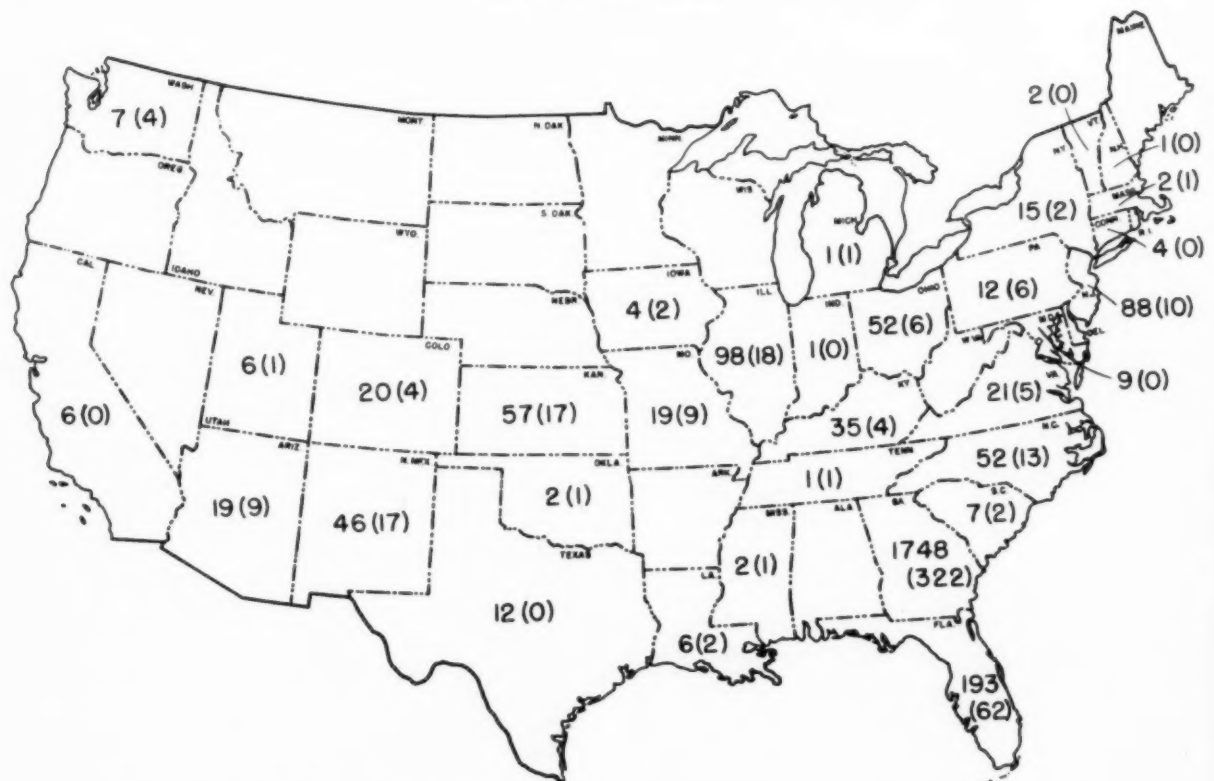 MAINE
WASH.
7 (4)
MONT.
N. DAK.
MINN.
2 (0)
VT.
N.H.
1 (0)
OREG.
N.Y.
MASS.
2 (1)
S. DAK.
WIS.
MICH.
15 (2)
CONN.
R.I.
4 (0)
WYO.
1 (1)
PA.
CAL.
IDAHO
NEV.
NEBR.
IOWA
4 (2)
ILL.
IND.
OHIO
12 (6)
N.J.
88 (10)
6 (1)
COLO.
20 (4)
MO.
98 (18)
1 (0)
52 (6)
W. VA.
MD.
DEL.
9 (0)
6 (0)
UTAH
KAN.
57 (17)
19 (9)
KY.
35 (4)
VA.
21 (5)
ARIZ.
N. MEX.
OKLA.
ARK.
TENN.
1 (1)
N.C.
52 (13)
19 (9)
46 (17)
2 (1)
MISS.
ALA.
GA.
S.C.
7 (2)
TEXAS
LA.
2 (1)
1748
(322)
12 (0)
6 (2)
FLA.
193
(62)